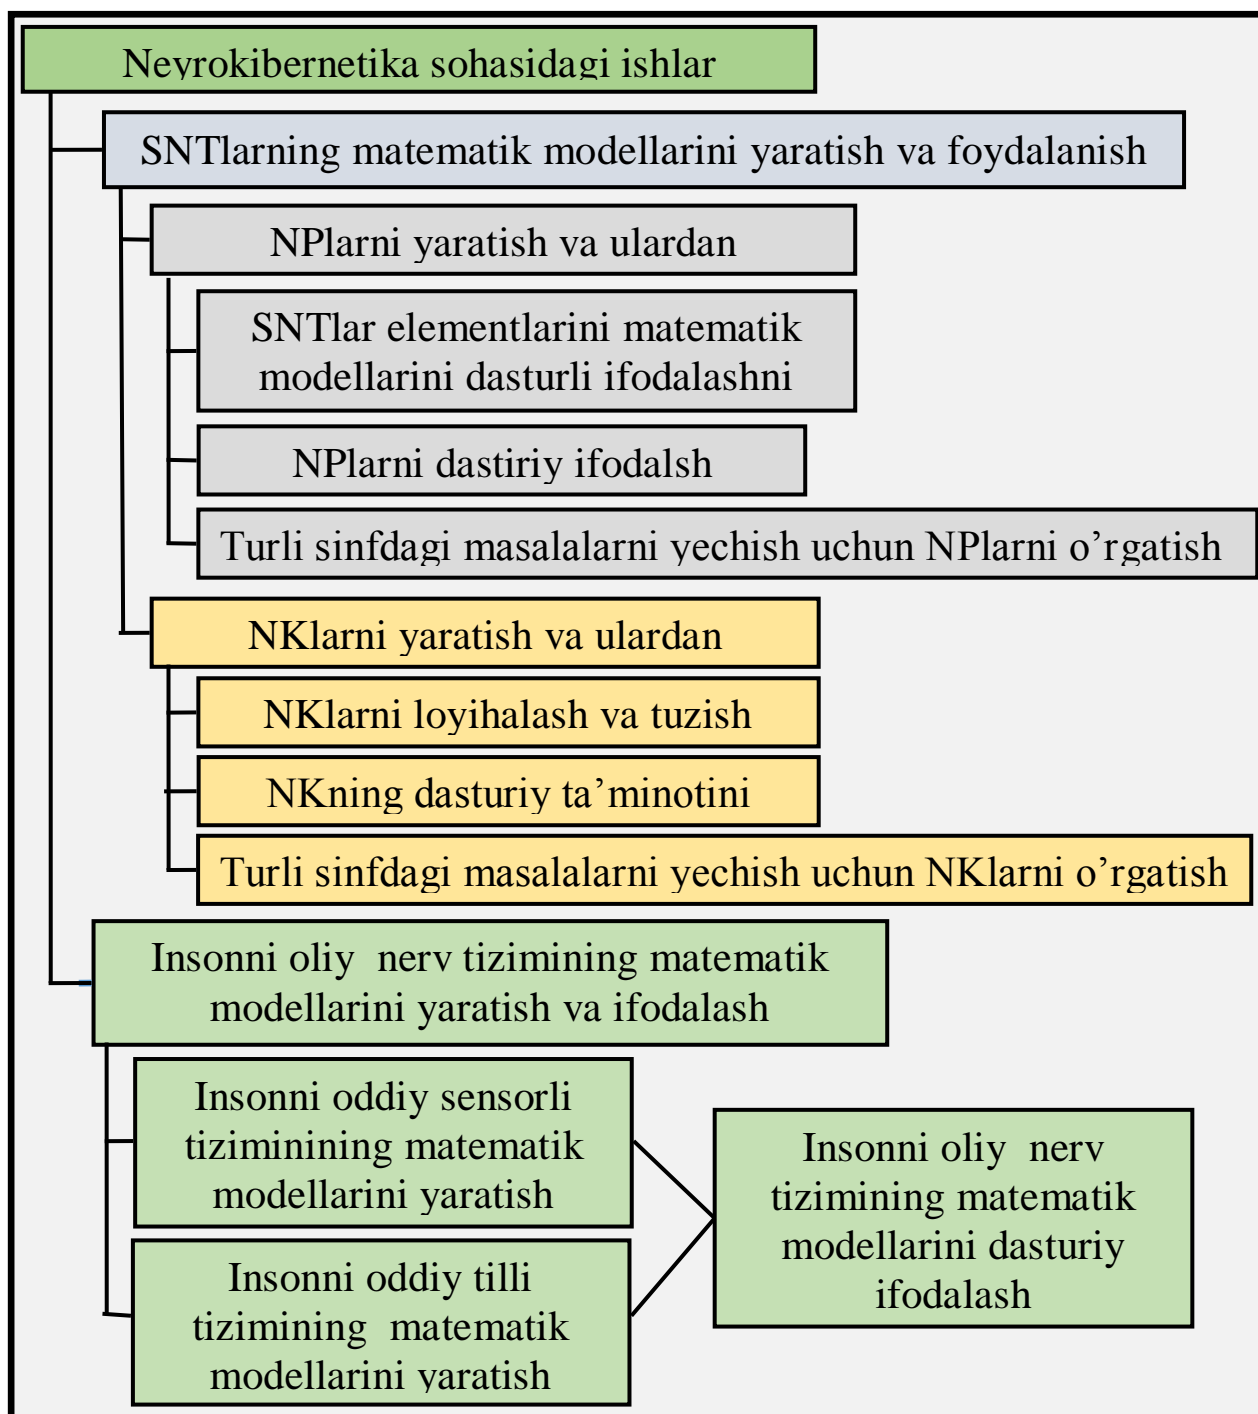 Neyrokibernetika sohasidagi ishlar
SNTlarning matematik modellarini yaratish va foydalanish
NPlarni yaratish va ulardan
SNTlar elementlarini matematik
modellarini dasturli ifodalashni
NPlarni dastiriy ifodalsh
Turli sinfdagi masalalarni yechish uchun NPlarni o’rgatish
NKlarni yaratish va ulardan
NKlarni loyihalash va tuzish
NKning dasturiy ta’minotini
Turli sinfdagi masalalarni yechish uchun NKlarni o’rgatish
Insonni oliy nerv tizimining matematik
modellarini yaratish va ifodalash
Insonni oddiy sensorli
tiziminining matematik
modellarini yaratish
Insonni oddiy tilli
tizimining matematik
modellarini yaratish
Insonni oliy nerv
tizimining matematik
modellarini dasturiy
ifodalash